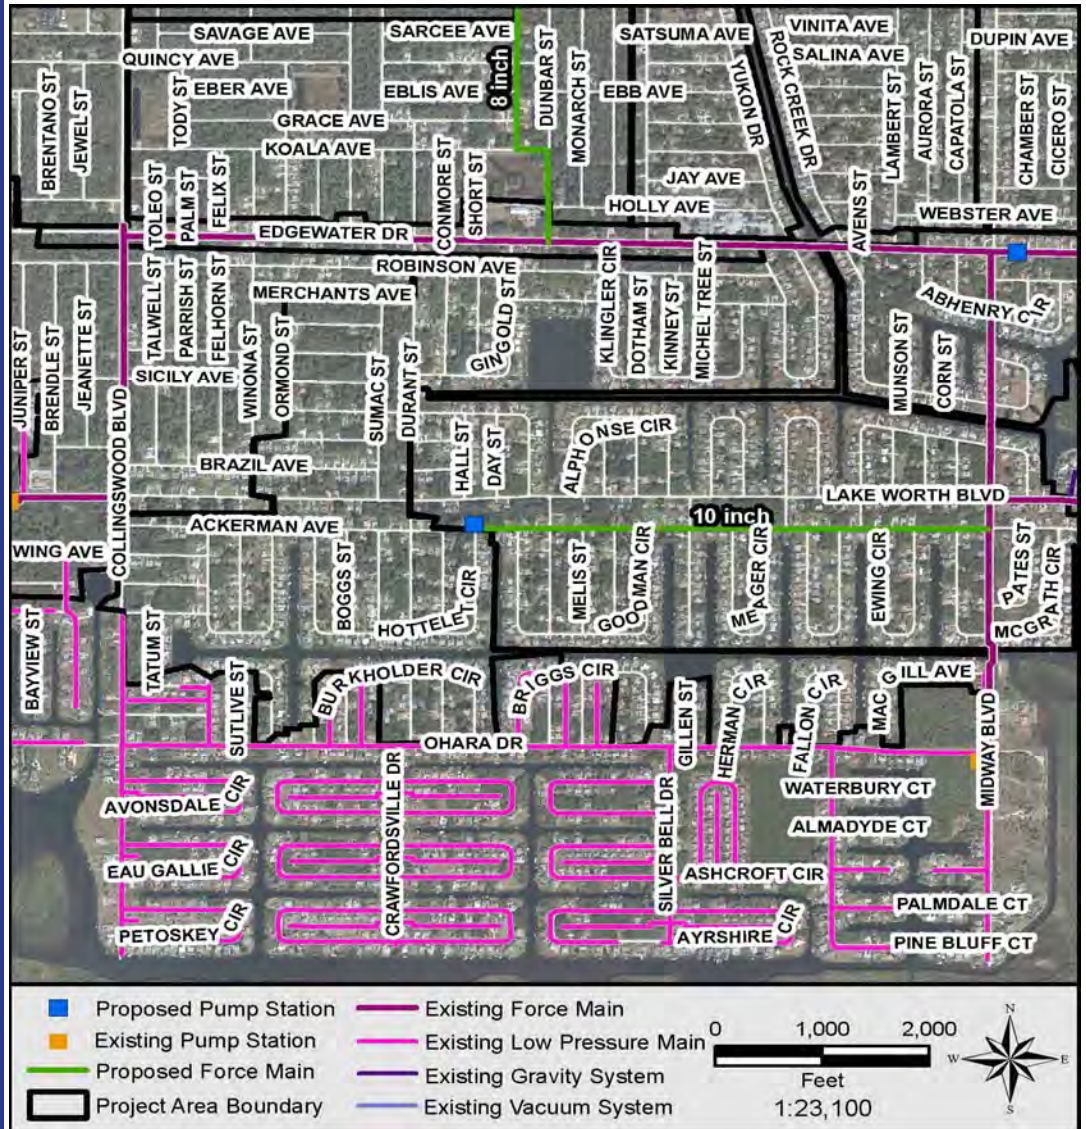 SAVAGE AVE
SARCEE AVE
SATSUMA AVE
VINITA AVE
DUPIN AVE
QUINCY AVE
SALINA AVE
ROCK CREEK DR
YUKON DR
8 inch
DUNBAR ST
MONARCH ST
EBER AVE
EBLIS AVE
EBB AVE
BRENTANO ST
JEWEL ST
TODY ST
GRACE AVE
LAMBERT ST
AURORA ST
CAPATOLA ST
CHAMBER ST
CICERO ST
KOALA AVE
JAY AVE
TOLEO ST
PALM ST
FELIX ST
CONMORE ST
SHORT ST
HOLLY AVE
AVENS ST
WEBSTER AVE
EDGEWATER DR
ROBINSON AVE
MERCHANTS AVE
ABHENRY CIR
TALWELL ST
PARRISH ST
FELHORN ST
GINGOLD ST
KLINGLER CIR
DOTHAM ST
KINNEY ST
MICHEL TREE ST
JUNIPER ST
BRENDLE ST
JEANETTE ST
SICILY AVE
WINONA ST
ORMOND ST
SUMAC ST
DURANT ST
MUNSON ST
CORN ST
COLLINGSWOOD BLVD
BRAZIL AVE
HALL ST
DAY ST
ALPHONSE CIR
LAKE WORTH BLVD
ACKERMAN AVE
10 inch
WING AVE
BOGGS ST
HOTTELET CIR
MELIS ST
GOODMAN CIR
MEAGER CIR
EWING CIR
PATES ST
MCGRATH CIR
BAYVIEW ST
TATUM ST
SUTLIVE ST
BURKHOLDER CIR
BRIGGS CIR
GILLEN ST
HERMAN CIR
FALLON CIR
MAC GILL AVE
OHARA DR
MIDWAY BLVD
AVONSDALE CIR
CRAWFORDSVILLE DR
SILVER BELL DR
WATERBURY CT
ALMADYDE CT
EAU GALLIE CIR
ASHCROFT CIR
PALMDALE CT
PETOSKEY CIR
AYRSHIRE CIR
PINE BLUFF CT
Proposed Pump Station
Existing Pump Station
Proposed Force Main
Project Area Boundary
Existing Force Main
Existing Low Pressure Main
Existing Gravity System
Existing Vacuum System
0 1,000 2,000
Feet
1:23,100
N
W E
S